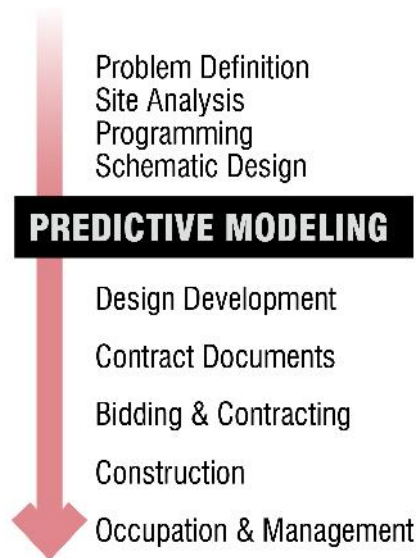 Problem Definition
Site Analysis
Programming
Schematic Design
PREDICTIVE MODELING
Design Development
Contract Documents
Bidding & Contracting
Construction
Occupation & Management